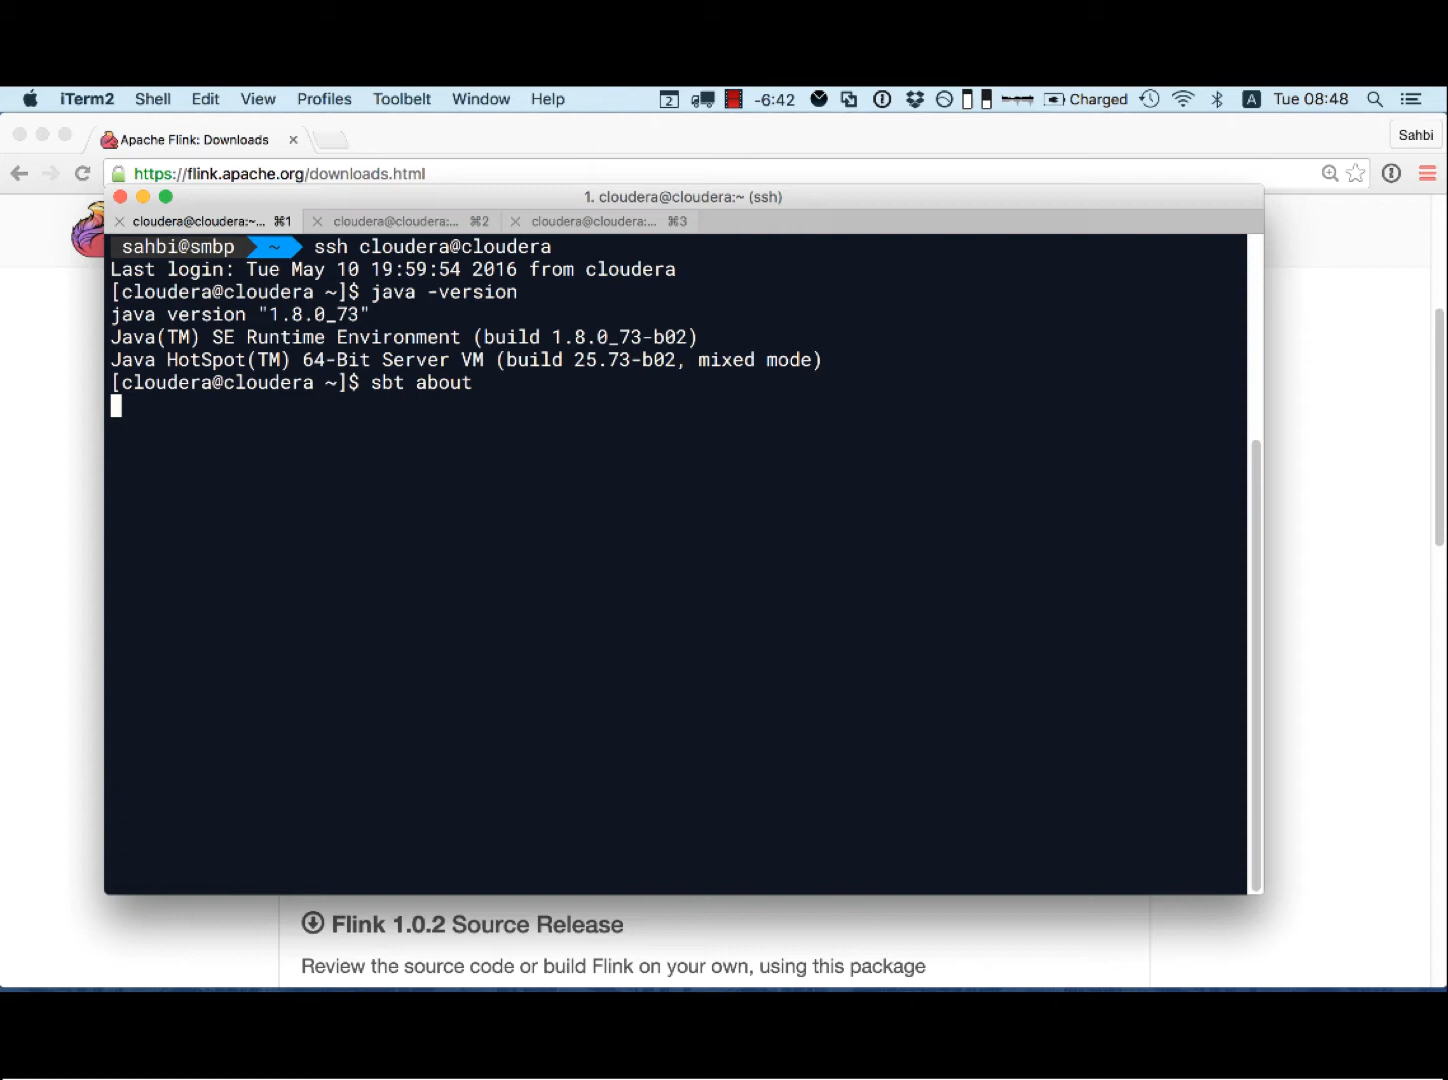 iTerm2 Shell Edit View Profiles Toolbelt Window Help 2 -6:42 Charged A Tue 08:48
Apache Flink: Downloads Sahbi
https://flink.apache.org/downloads.html
1. cloudera@cloudera:~ (ssh)
cloudera@cloudera:~... ⌘1 cloudera@cloudera:... ⌘2 cloudera@cloudera:... ⌘3
sahbi@smbp ~ ssh cloudera@cloudera
Last login: Tue May 10 19:59:54 2016 from cloudera
[cloudera@cloudera ~]$ java -version
java version "1.8.0_73"
Java(TM) SE Runtime Environment (build 1.8.0_73-b02)
Java HotSpot(TM) 64-Bit Server VM (build 25.73-b02, mixed mode)
[cloudera@cloudera ~]$ sbt about
Flink 1.0.2 Source Release
Review the source code or build Flink on your own, using this package